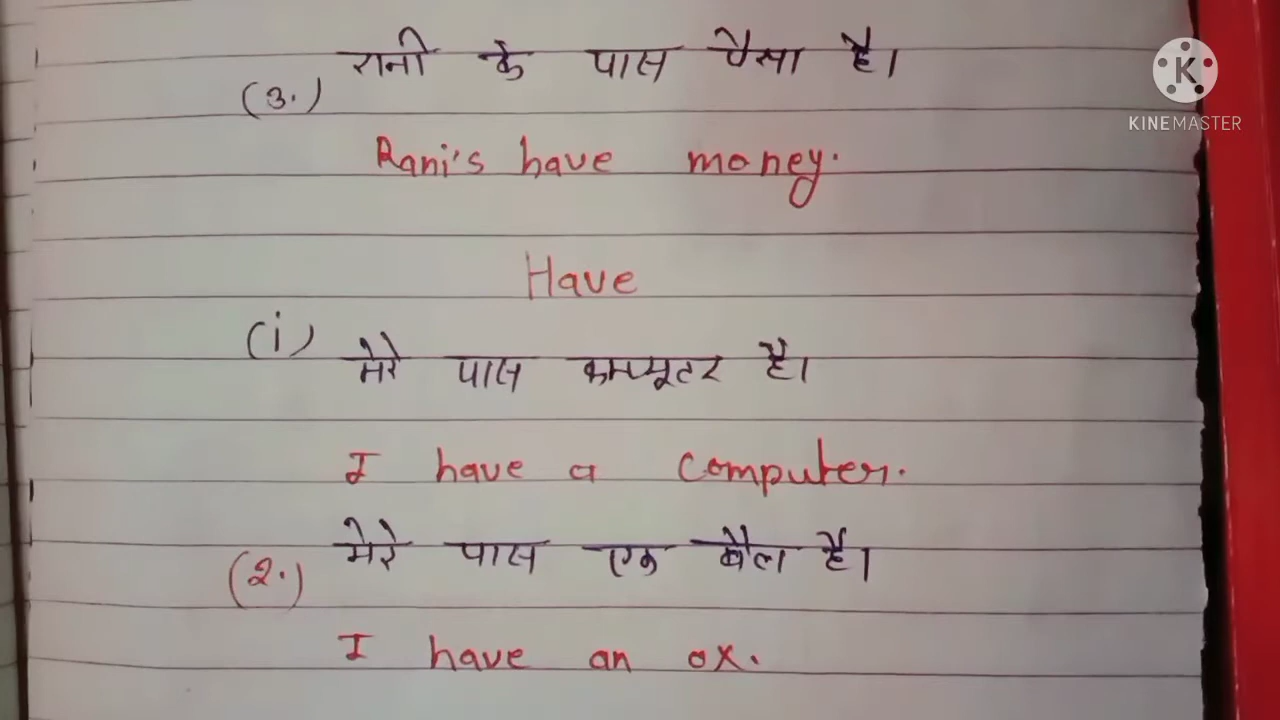 रानी के पास पैसा है।
(3.)
Rani's have money.
Have
(i) मेरे पास कम्प्यूटर है।
I have a computer.
(2.) मेरे पास एक बैल है।
I have an ox.
K
KINEMASTER